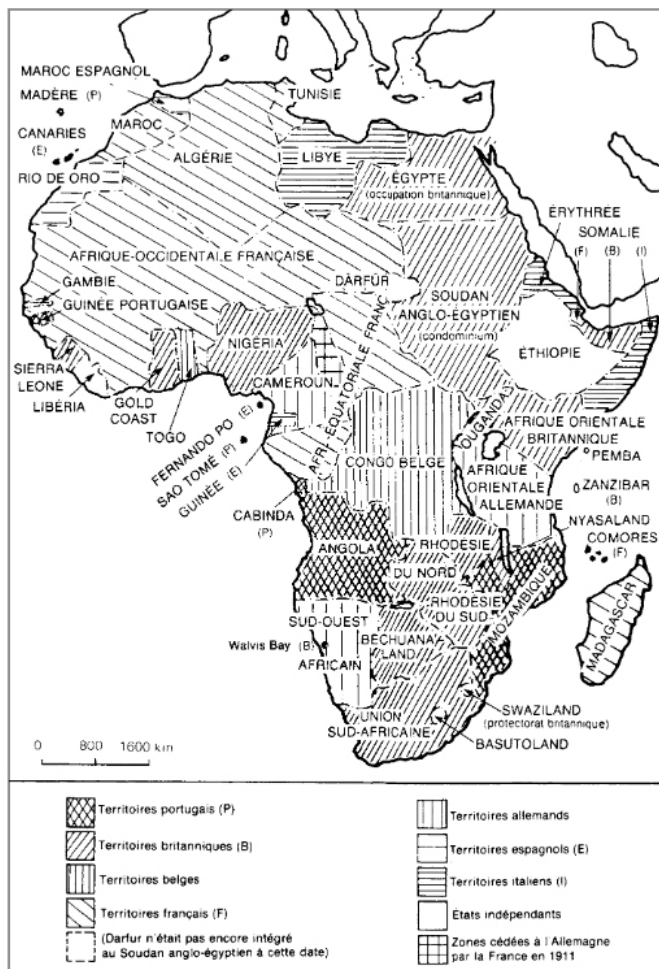 MAROC ESPAGNOL
MADÈRE (P)
TUNISIE
MAROC
CANARIES
(E)
ALGÉRIE
LIBYE
RIO DE ORO
ÉGYPTE
(occupation britannique)
ÉRYTHRÉE
SOMALIE
(F) (B) (I)
AFRIQUE-OCCIDENTALE FRANÇAISE
GAMBIE
DÂRFÛR
GUINÉE PORTUGAISE
SOUDAN
ANGLO-ÉGYPTIEN
(condominium)
NIGÉRIA
ÉTHIOPIE
SIERRA
LEONE
LIBÉRIA
GOLD
COAST
TOGO
CAMEROUN
AFR-ÉQUATORIALE FRANÇ
OUGANDA
AFRIQUE ORIENTALE
BRITANNIQUE
PEMBA
FERNANDO PO (E)
SAO TOMÉ (P)
GUINÉE (E)
CONGO BELGE
AFRIQUE
ORIENTALE
ALLEMANDE
ZANZIBAR
(B)
CABINDA
(P)
NYASALAND
COMORES
(F)
ANGOLA
RHODÉSIE
DU NORD
RHODÉSIE
DU SUD
MOZAMBIQUE
MADAGASCAR
SUD-OUEST
AFRICAIN
Walvis Bay (B)
BECHUANA
LAND
SWAZILAND
(protectorat britannique)
UNION
SUD-AFRICAINE
BASUTOLAND
0 800 1600 km
Territoires portugais (P)
Territoires britanniques (B)
Territoires belges
Territoires français (F)
(Darfur n'était pas encore intégré
au Soudan anglo-égyptien à cette date)
Territoires allemands
Territoires espagnols (E)
Territoires italiens (I)
États indépendants
Zones cédées à l'Allemagne
par la France en 1911